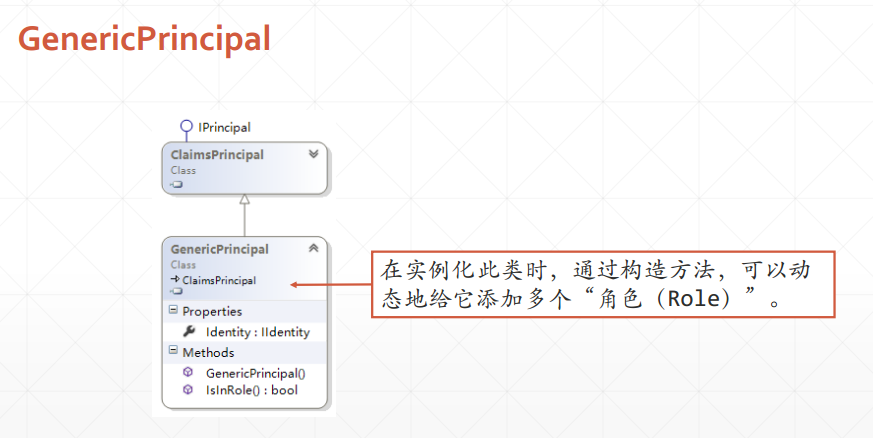 GenericPrincipal
IPrincipal
ClaimsPrincipal
Class
GenericPrincipal
Class
ClaimsPrincipal
Properties
Identity : IIdentity
Methods
GenericPrincipal()
IsInRole() : bool
在实例化此类时，通过构造方法，可以动
态地给它添加多个“角色（Role）”。